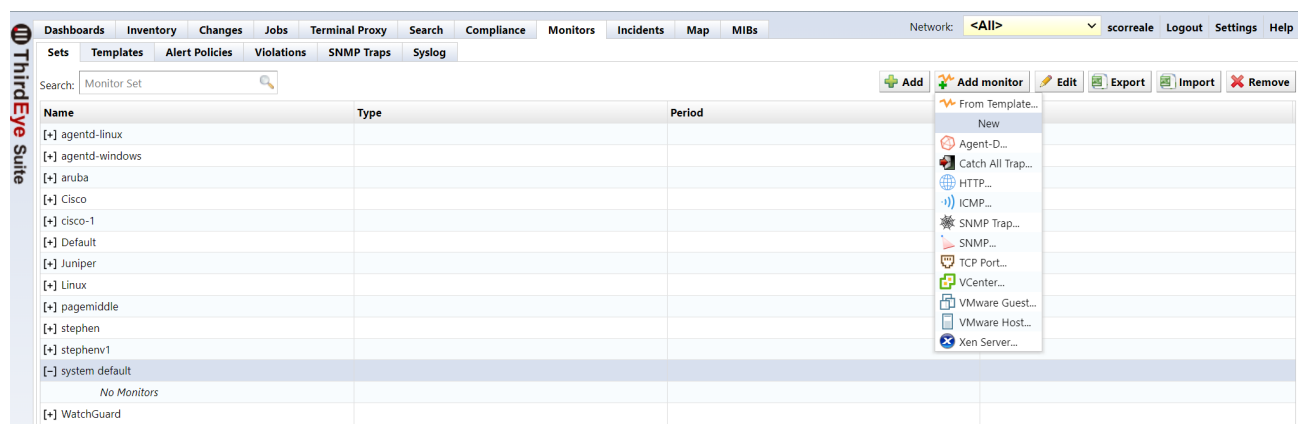 ThirdEye Suite
Dashboards Inventory Changes Jobs Terminal Proxy Search Compliance Monitors Incidents Map MIBs Network: <All> scorreale Logout Settings Help
Sets Templates Alert Policies Violations SNMP Traps Syslog
Search: Monitor Set Add Add monitor Edit Export Import Remove
Name Type Period
From Template...
New
Agent-D...
Catch All Trap...
HTTP...
ICMP...
SNMP Trap...
SNMP...
TCP Port...
VCenter...
VMware Guest...
VMware Host...
Xen Server...
[+] agentd-linux
[+] agentd-windows
[+] aruba
[+] Cisco
[+] cisco-1
[+] Default
[+] Juniper
[+] Linux
[+] pagemiddle
[+] stephen
[+] stephenv1
[−] system default
No Monitors
[+] WatchGuard